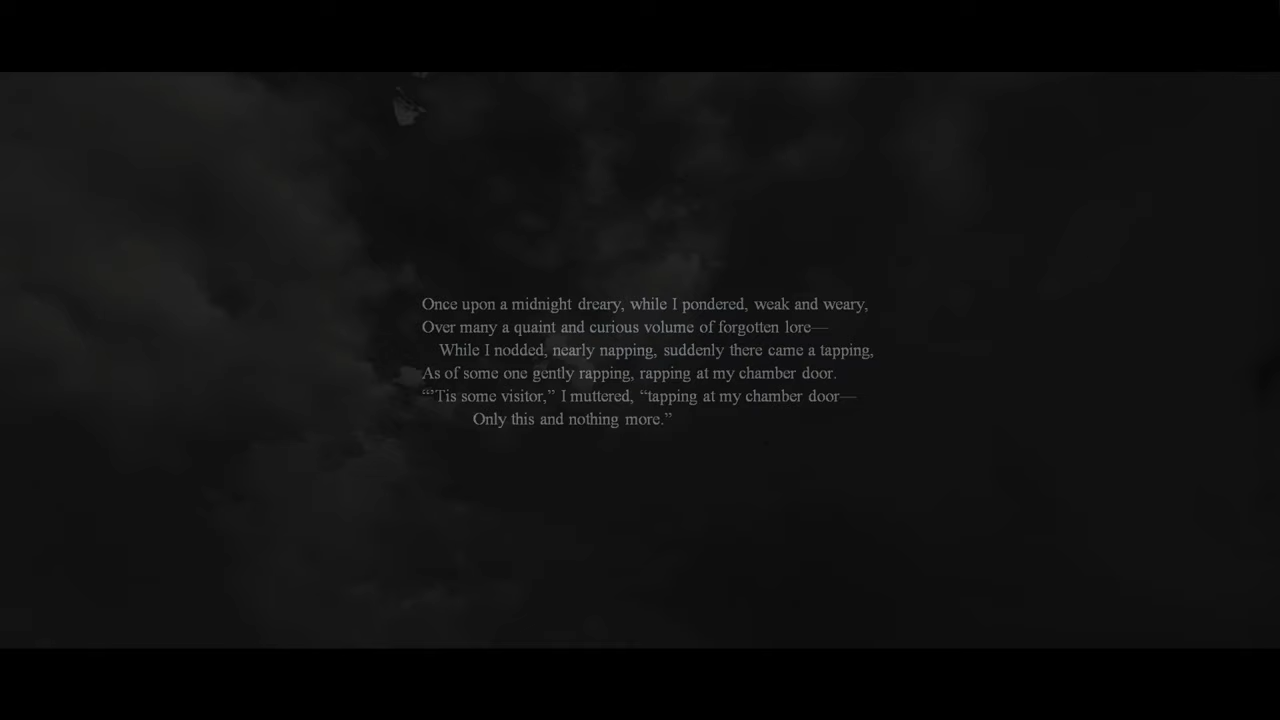 Once upon a midnight dreary, while I pondered, weak and weary,
Over many a quaint and curious volume of forgotten lore—
While I nodded, nearly napping, suddenly there came a tapping,
As of some one gently rapping, rapping at my chamber door.
“’Tis some visitor,” I muttered, “tapping at my chamber door—
Only this and nothing more.”